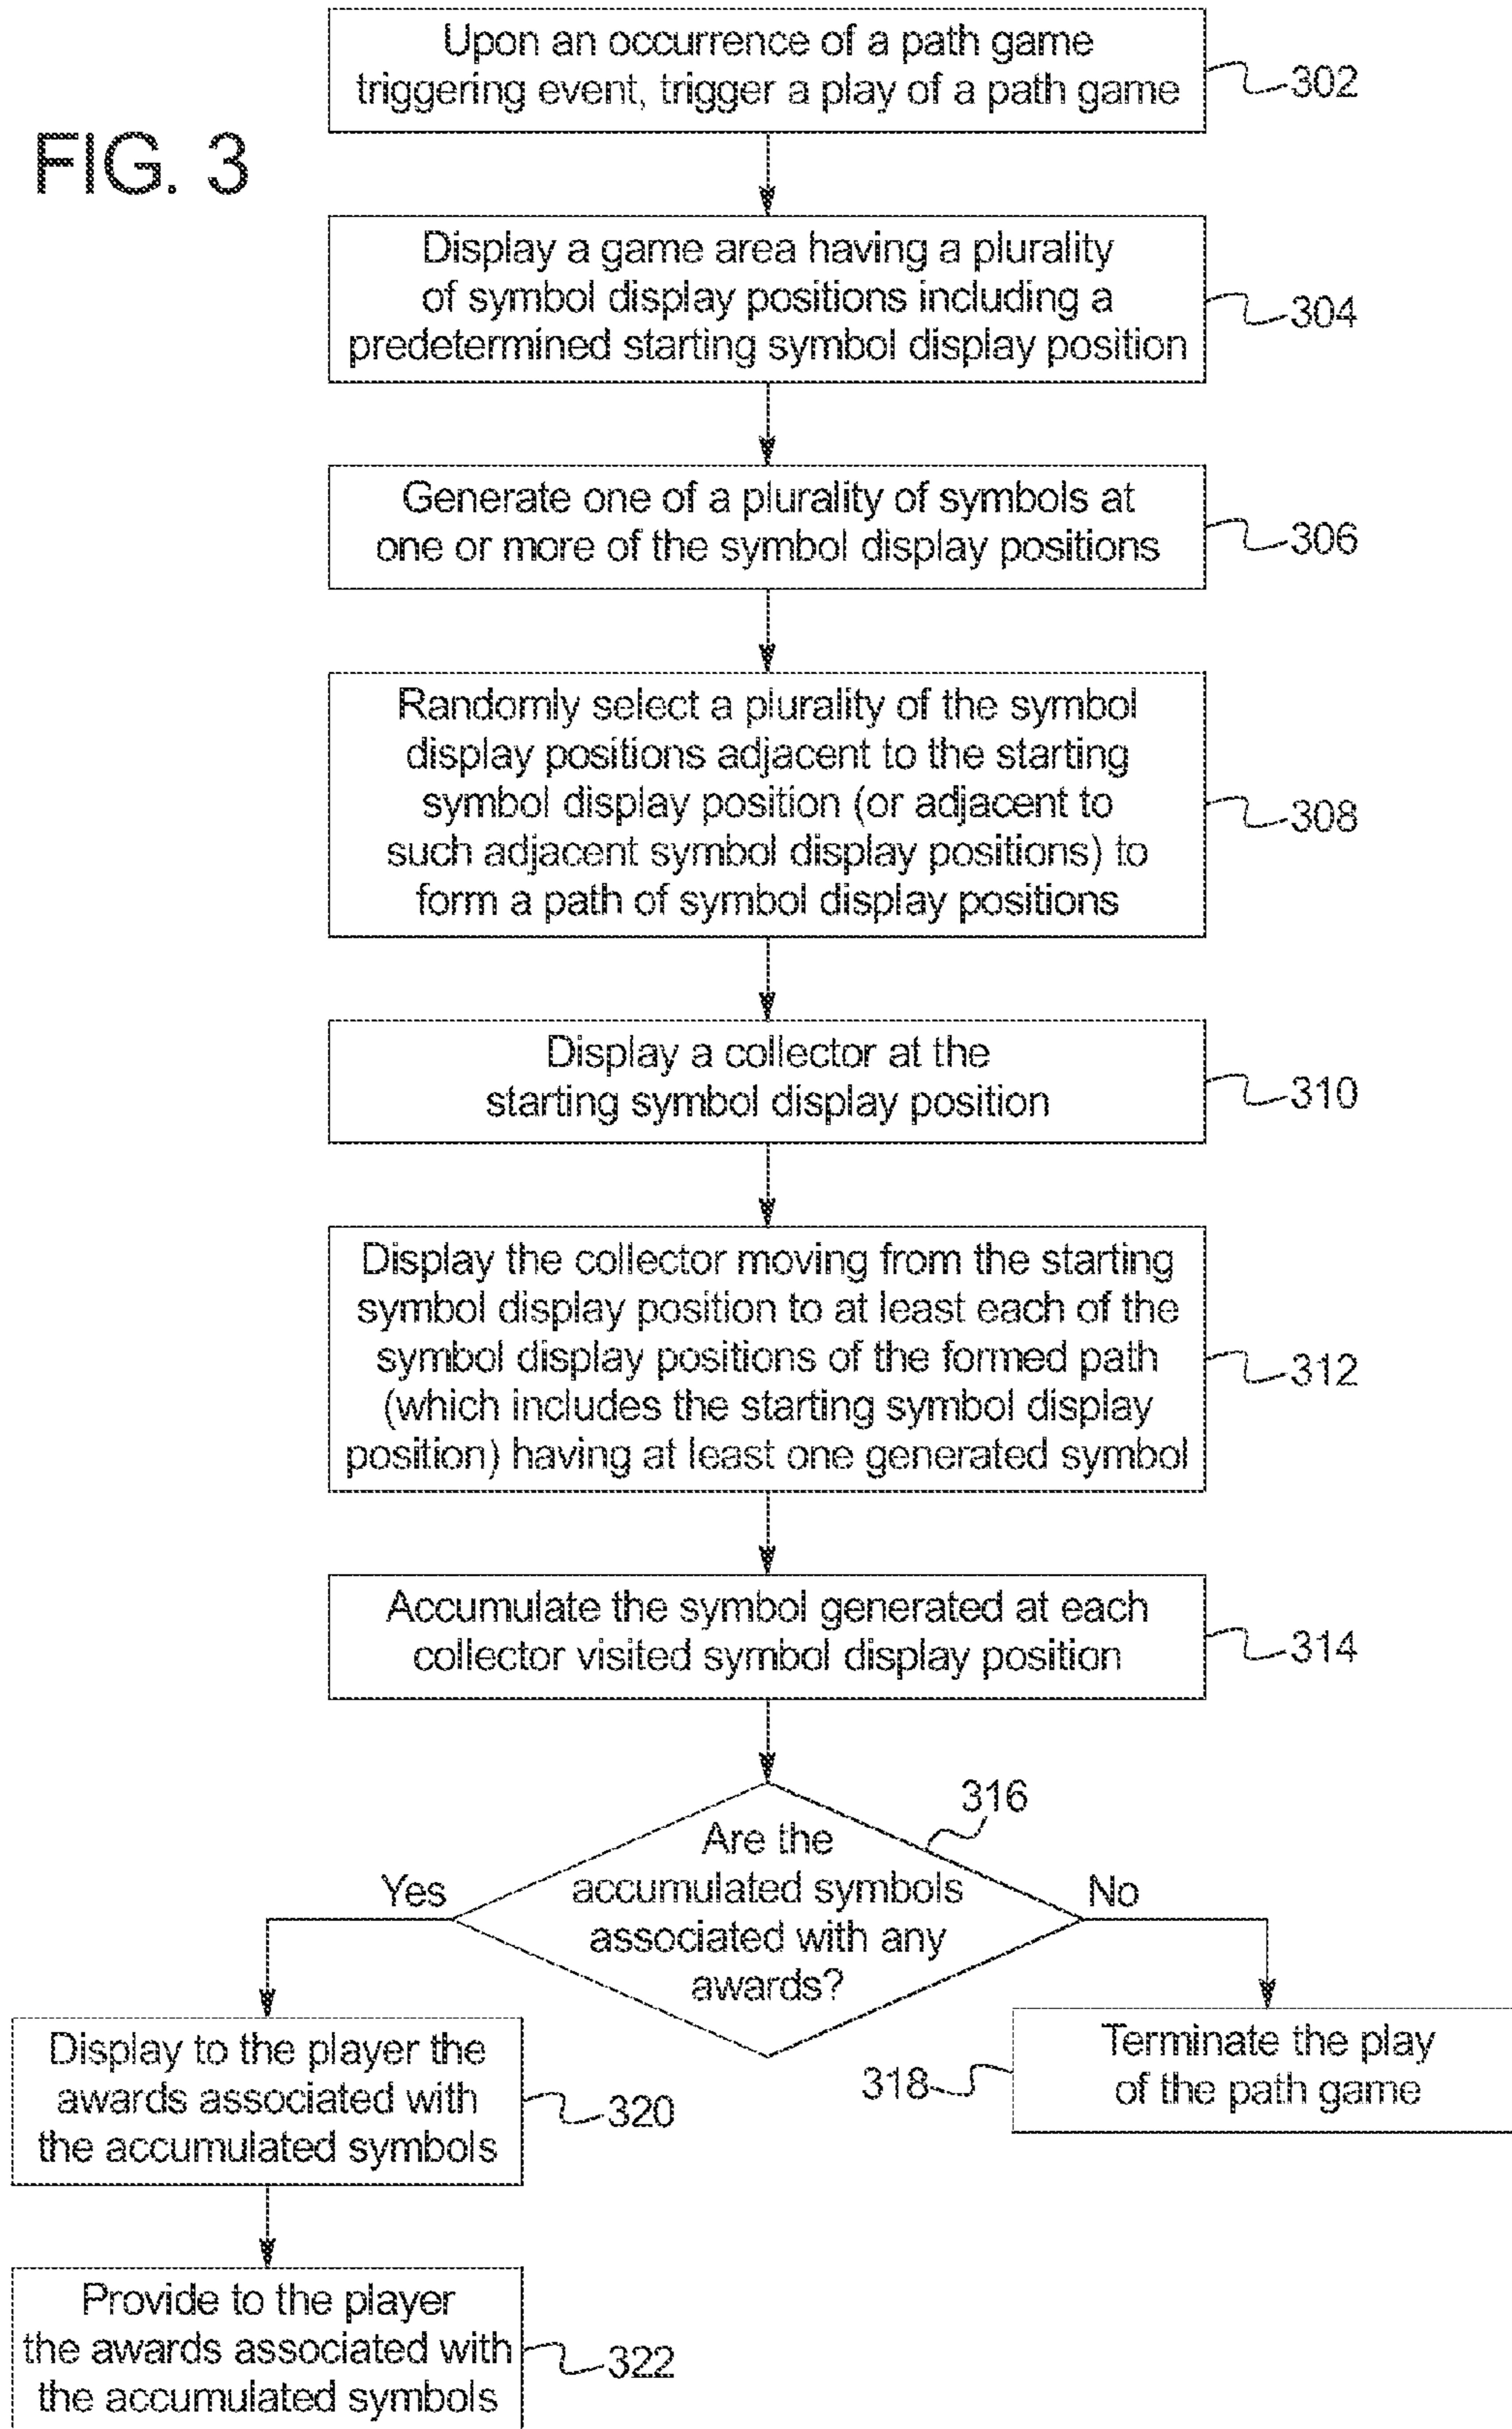 FIG. 3
Upon an occurrence of a path game
triggering event, trigger a play of a path game
302
Display a game area having a plurality
of symbol display positions including a
predetermined starting symbol display position
304
Generate one of a plurality of symbols at
one or more of the symbol display positions
306
Randomly select a plurality of the symbol
display positions adjacent to the starting
symbol display position (or adjacent to
such adjacent symbol display positions) to
form a path of symbol display positions
308
Display a collector at the
starting symbol display position
310
Display the collector moving from the starting
symbol display position to at least each of the
symbol display positions of the formed path
(which includes the starting symbol display
position) having at least one generated symbol
312
Accumulate the symbol generated at each
collector visited symbol display position
314
316
Are the
accumulated symbols
associated with any
awards?
Yes
No
Display to the player the
awards associated with
the accumulated symbols
320
Terminate the play
of the path game
318
Provide to the player
the awards associated with
the accumulated symbols
322